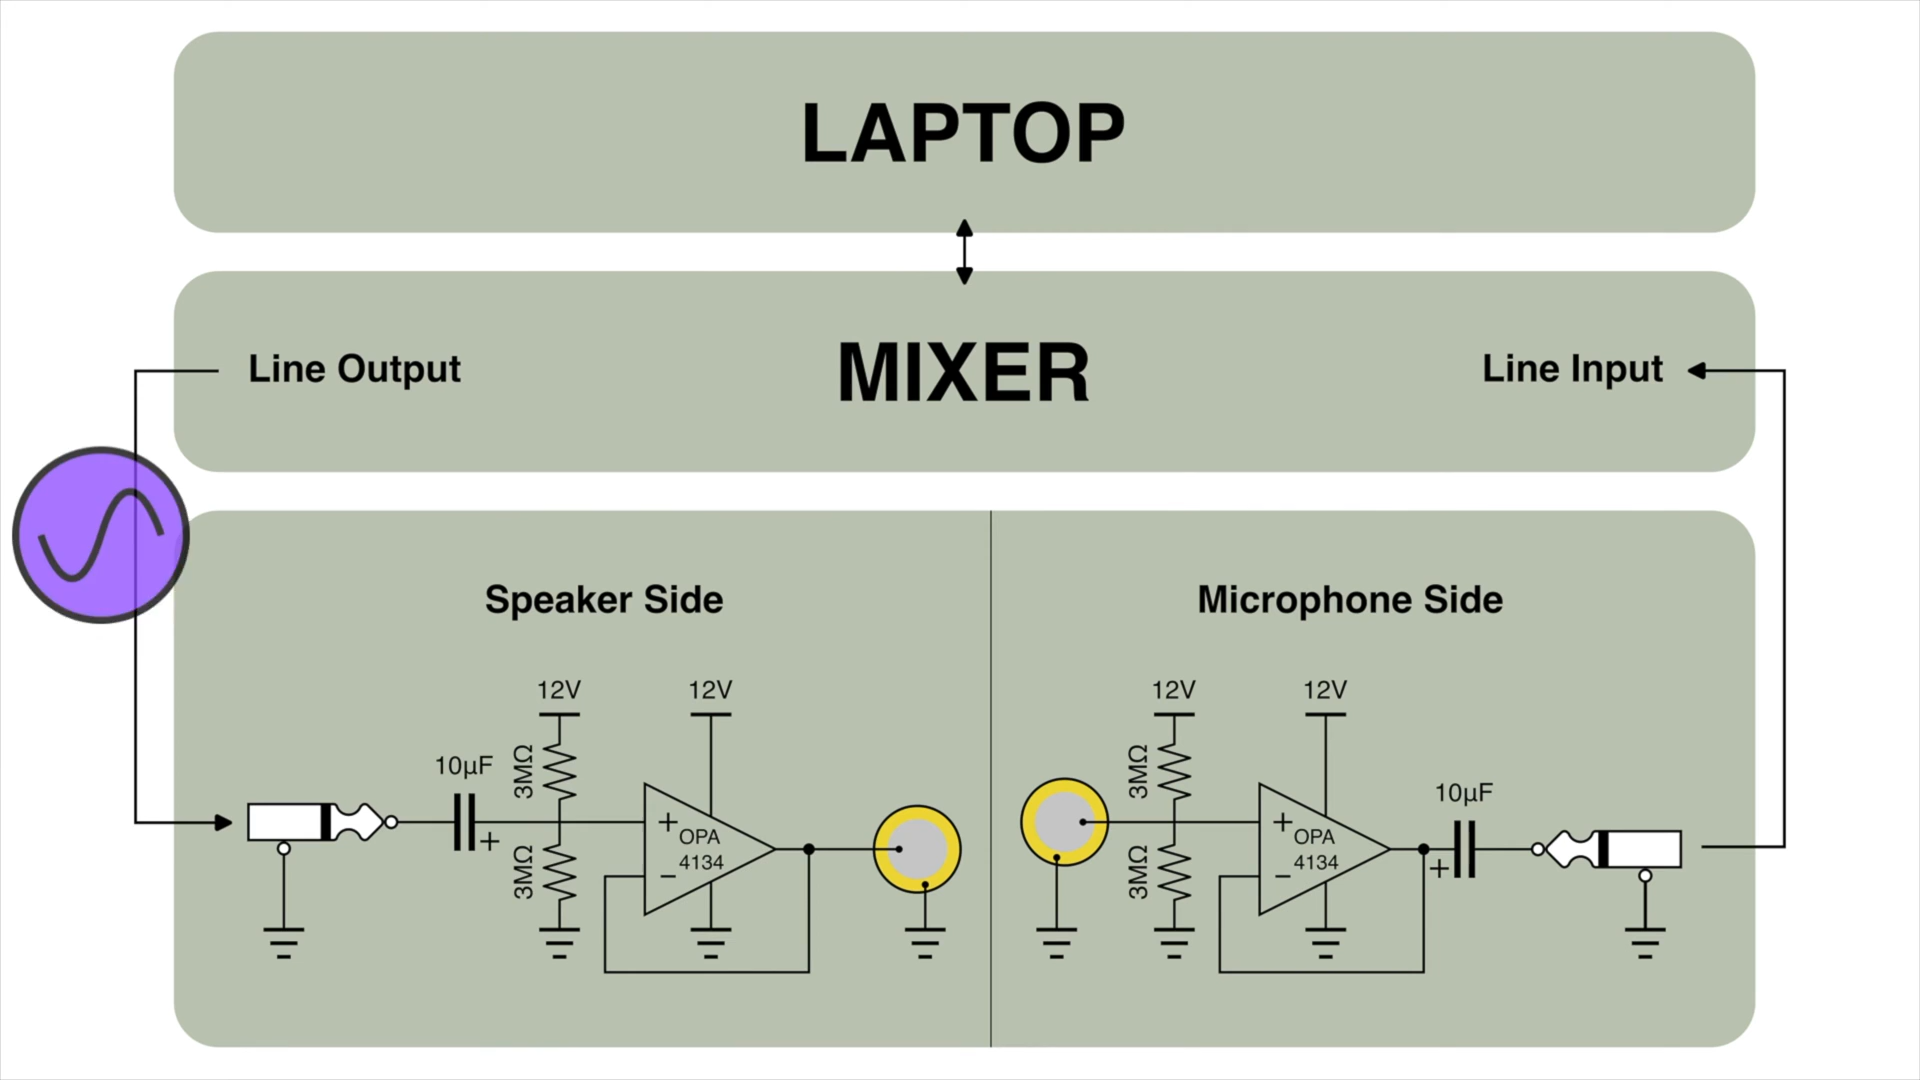 LAPTOP
MIXER
Line Output
Line Input
Speaker Side
Microphone Side
12V
12V
10µF
3MΩ
3MΩ
+
+
−
OPA
4134
12V
12V
3MΩ
3MΩ
+
−
OPA
4134
10µF
+